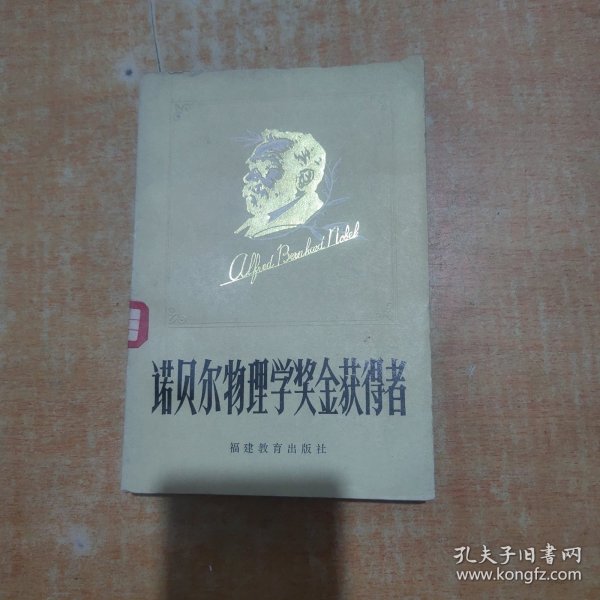 Alfred Bernhard Nobel
诺贝尔物理学奖金获得者
福建教育出版社
孔夫子旧书网
www.kongfz.com